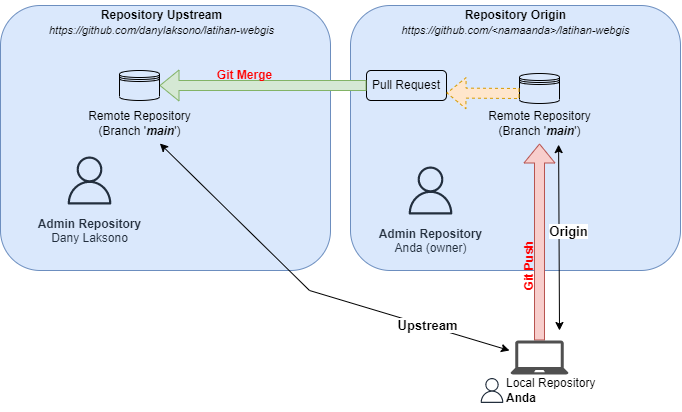 Repository Upstream
https://github.com/danylaksono/latihan-webgis
Repository Origin
https://github.com/<namaanda>/latihan-webgis
Git Merge
Pull Request
Remote Repository
(Branch 'main')
Remote Repository
(Branch 'main')
Admin Repository
Dany Laksono
Admin Repository
Anda (owner)
Origin
Git Push
Upstream
Local Repository
Anda